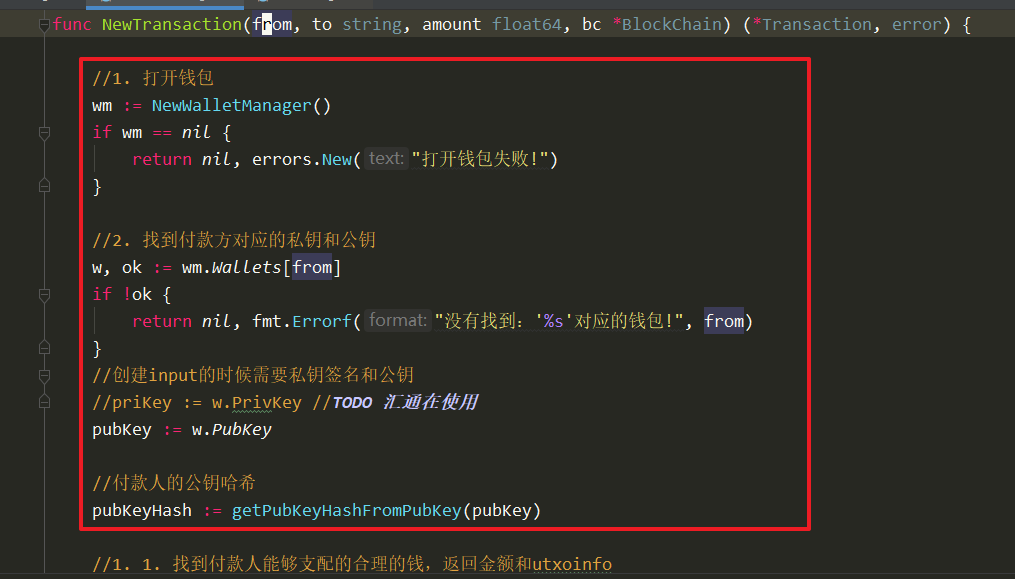 func NewTransaction(from, to string, amount float64, bc *BlockChain) (*Transaction, error) {
//1. 打开钱包
wm := NewWalletManager()
if wm == nil {
return nil, errors.New( text: "打开钱包失败!")
}
//2. 找到付款方对应的私钥和公钥
w, ok := wm.Wallets[from]
if !ok {
return nil, fmt.Errorf( format: "没有找到：'%s'对应的钱包!", from)
}
//创建input的时候需要私钥签名和公钥
//priKey := w.PrivKey //TODO 汇通在使用
pubKey := w.PubKey
//付款人的公钥哈希
pubKeyHash := getPubKeyHashFromPubKey(pubKey)
//1. 1. 找到付款人能够支配的合理的钱，返回金额和utxoinfo